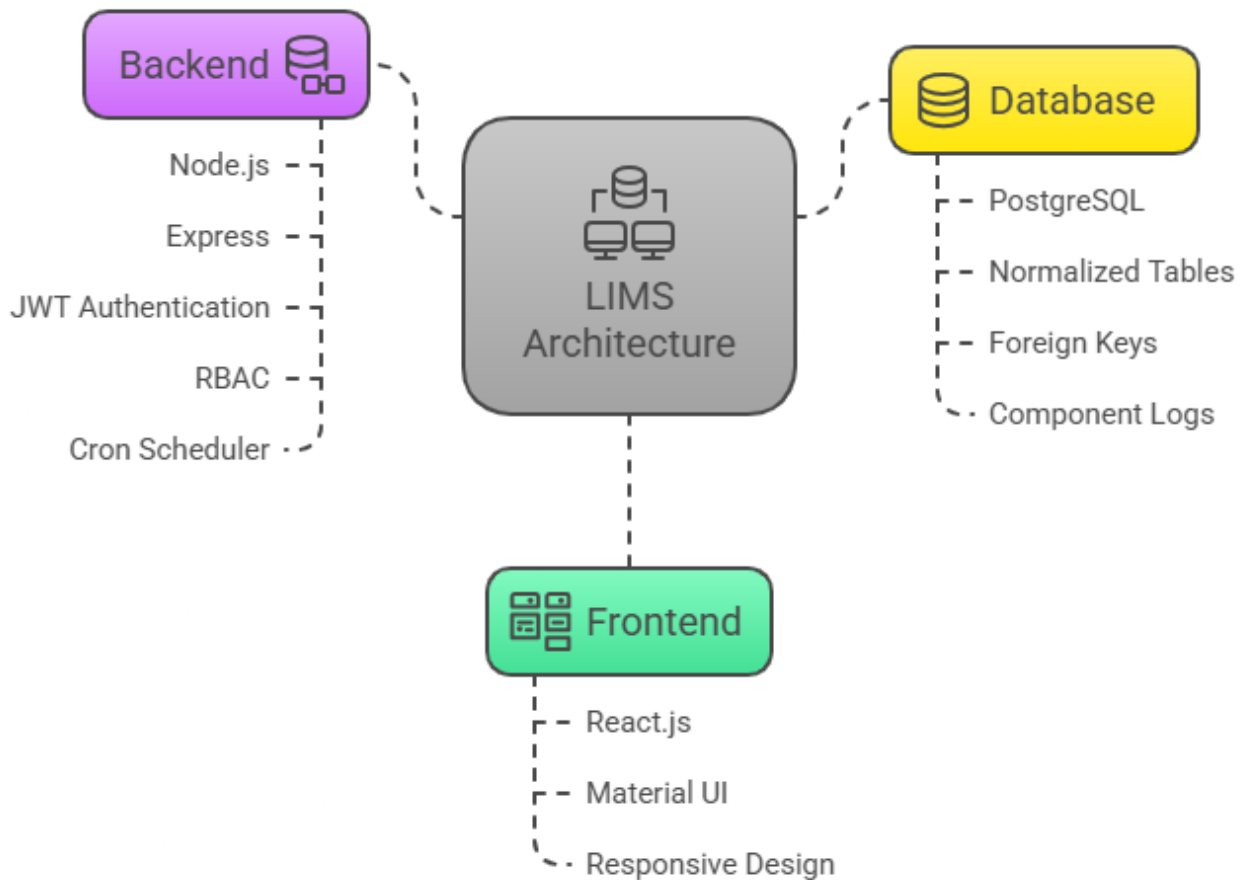 Backend
Node.js
Express
JWT Authentication
RBAC
Cron Scheduler
LIMS
Architecture
Database
PostgreSQL
Normalized Tables
Foreign Keys
Component Logs
Frontend
React.js
Material UI
Responsive Design